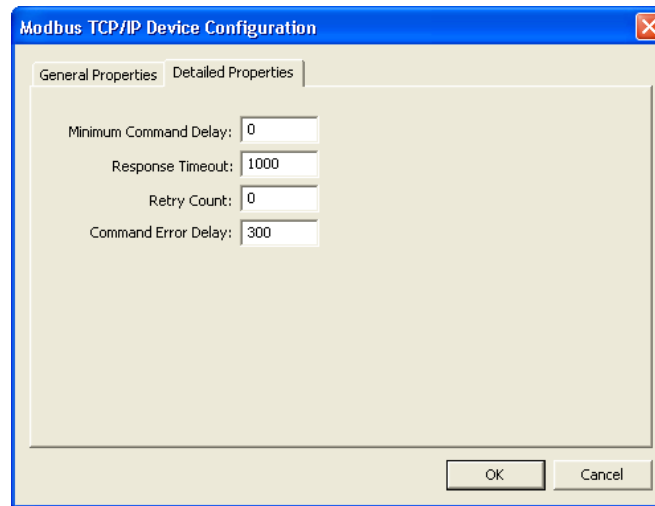 Modbus TCP/IP Device Configuration
General Properties Detailed Properties
Minimum Command Delay: 0
Response Timeout: 1000
Retry Count: 0
Command Error Delay: 300
OK Cancel